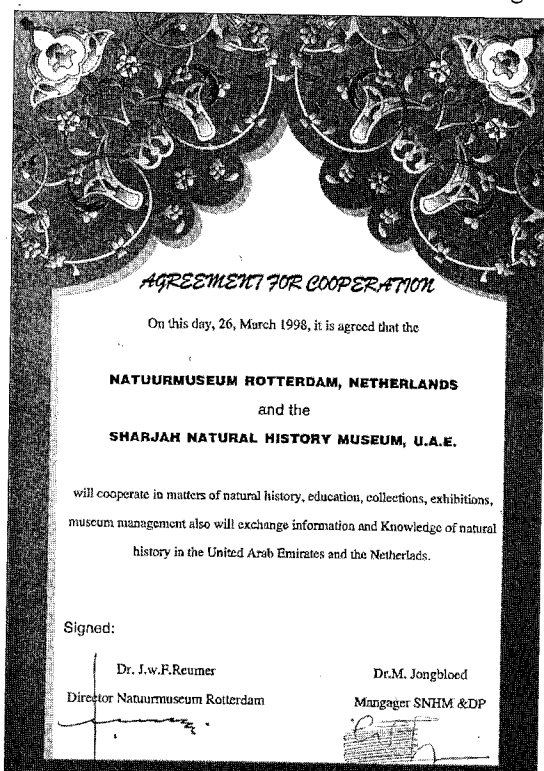 AGREEMENT FOR COOPERATION
On this day, 26, March 1998, it is agreed that the
NATUURMUSEUM ROTTERDAM, NETHERLANDS
and the
SHARJAH NATURAL HISTORY MUSEUM, U.A.E.
will cooperate in matters of natural history, education, collections, exhibitions,
museum management also will exchange information and Knowledge of natural
history in the United Arab Emirates and the Netherlads.
Signed:
Dr. J.w.F.Reumer
Director Natuurmuseum Rotterdam
Dr.M. Jongbloed
Mangager SNHM &DP